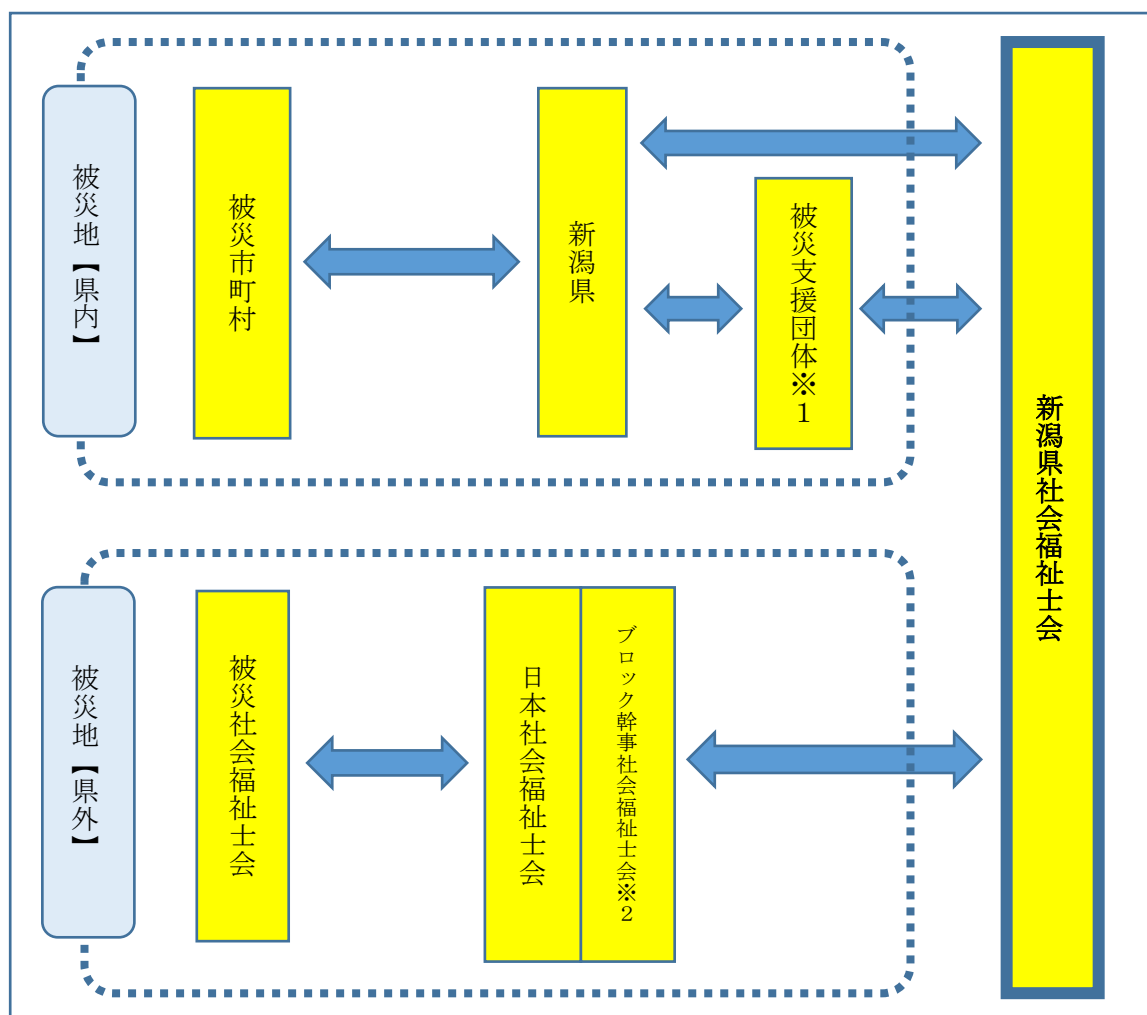 被災地【県内】
被災市町村
新潟県
被災支援団体※１
新潟県社会福祉士会
被災地【県外】
被災社会福祉士会
日本社会福祉士会
ブロック幹事社会福祉士会※２